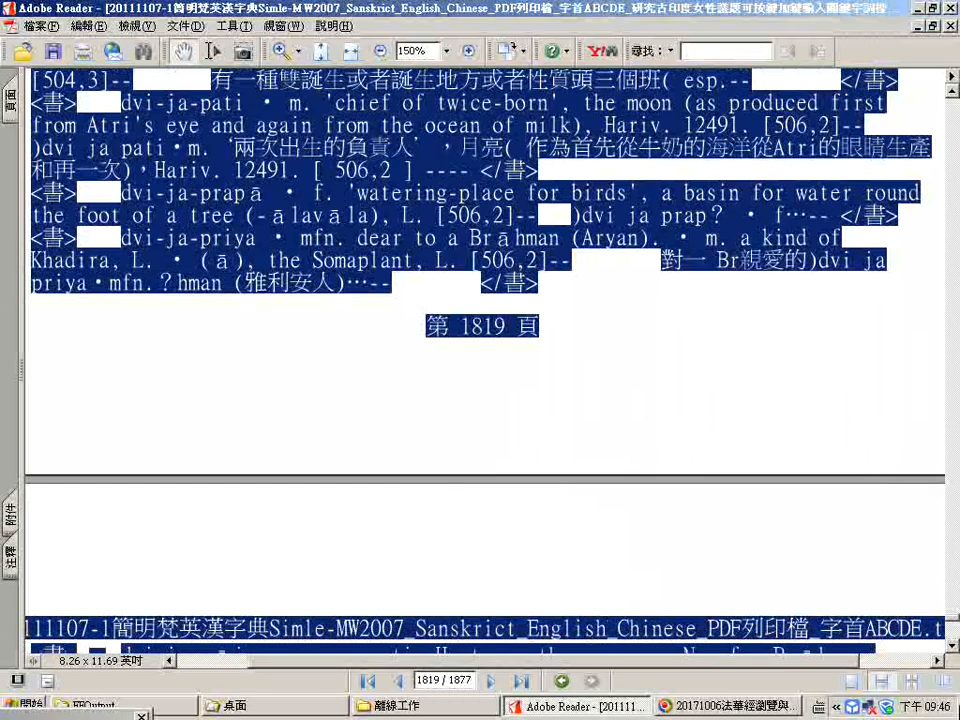 Adobe Reader - [20111107-1簡明梵英漢字典Simle-MW2007_Sanskrict_English_Chinese_PDF列印檔_字首ABCDE_研究古印度女性議題可按鍵加鍵輸入關鍵字詞搜
檔案(F) 編輯(E) 檢視(V) 文件(D) 工具(T) 視窗(W) 說明(H)
150% 尋找:
頁面
[504,3]-- 有一種雙誕生或者誕生地方或者性質頭三個班( esp.-- </書>
<書> dvi-ja-pati · m. 'chief of twice-born', the moon (as produced first
from Atri's eye and again from the ocean of milk), Hariv. 12491. [506,2]--
)dvi ja pati·m. ‘兩次出生的負責人’，月亮( 作為首先從牛奶的海洋從Atri的眼睛生產
和再一次)，Hariv. 12491. [ 506,2 ] ---- </書>
<書> dvi-ja-prapā · f. 'watering-place for birds', a basin for water round
the foot of a tree (-ālavāla), L. [506,2]-- )dvi ja prap？ · f…-- </書>
<書> dvi-ja-priya · mfn. dear to a Brāhman (Aryan). · m. a kind of
Khadira, L. · (ā), the Somaplant, L. [506,2]-- 對一 Br親愛的)dvi ja
priya·mfn.？hman (雅利安人)…-- </書>
第 1819 頁
附件
注釋
111107-1簡明梵英漢字典Simle-MW2007_Sanskrict_English_Chinese_PDF列印檔_字首ABCDE.t
8.26 x 11.69 英吋
1819 / 1877
開始 FFOutput 桌面 離線工作 Adobe Reader - [201111... 20171006法華經瀏覽與... 下午 09:46